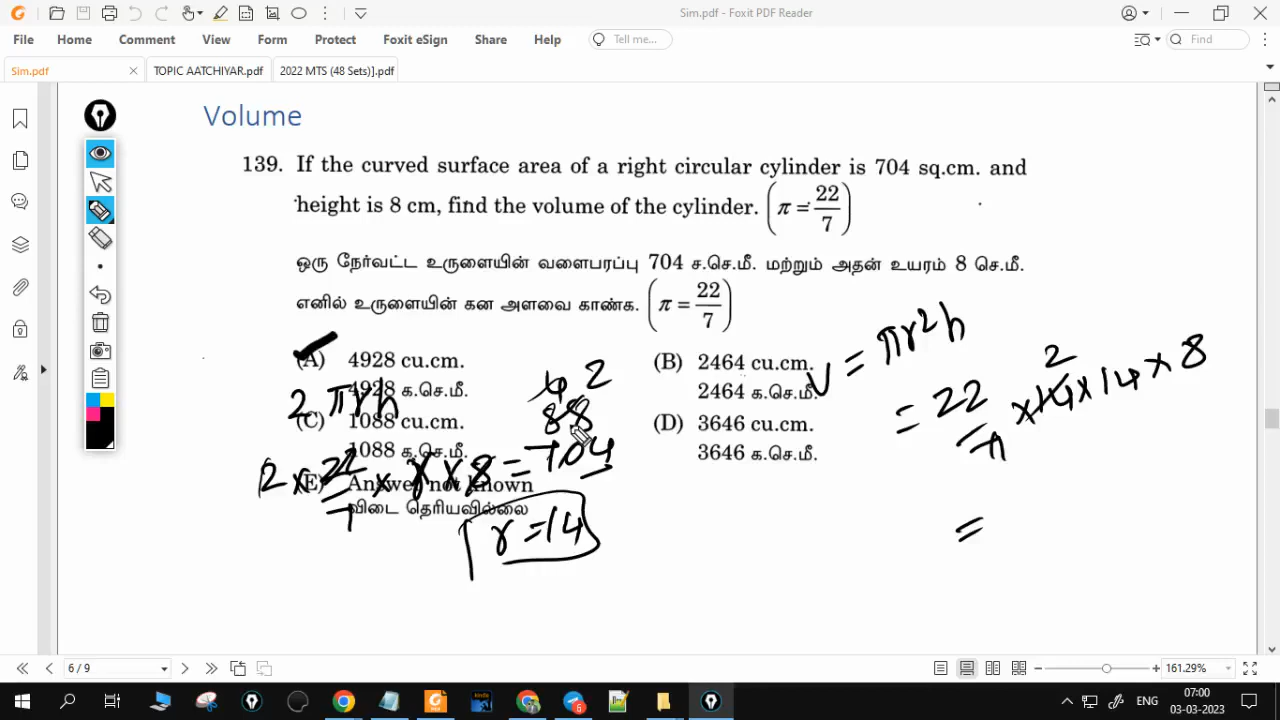 Sim.pdf - Foxit PDF Reader
File Home Comment View Form Protect Foxit eSign Share Help Tell me... Find
Sim.pdf TOPIC AATCHIYAR.pdf 2022 MTS (48 Sets)].pdf
Volume
139. If the curved surface area of a right circular cylinder is 704 sq.cm. and
height is 8 cm, find the volume of the cylinder. (π = 22/7)
ஒரு நேர்வட்ட உருளையின் வளைபரப்பு 704 ச.செ.மீ. மற்றும் அதன் உயரம் 8 செ.மீ.
எனில் உருளையின் கன அளவை காண்க. (π = 22/7)
(A) 4928 cu.cm.
4928 க.செ.மீ.
(B) 2464 cu.cm.
2464 க.செ.மீ.
(C) 1088 cu.cm.
1088 க.செ.மீ.
(D) 3646 cu.cm.
3646 க.செ.மீ.
(E) Answer not known
விடை தெரியவில்லை
2πrh
4 2
88
2 × 22/7 × r × 8 = 704
r = 14
V = πr²h
2
= 22/7 × 14 × 14 × 8
=
6 / 9 161.29%
ENG 07:00
03-03-2023
6